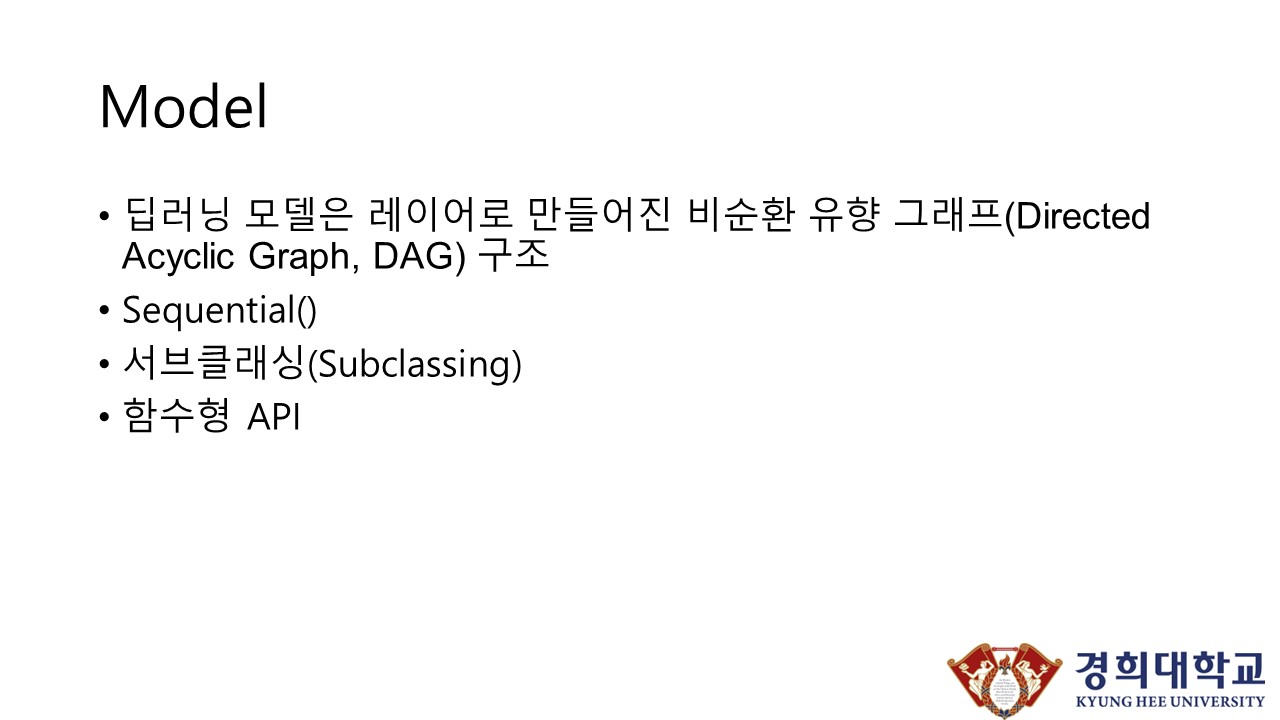 Model
• 딥러닝 모델은 레이어로 만들어진 비순환 유향 그래프(Directed
Acyclic Graph, DAG) 구조
• Sequential()
• 서브클래싱(Subclassing)
• 함수형 API
경희대학교
KYUNG HEE UNIVERSITY